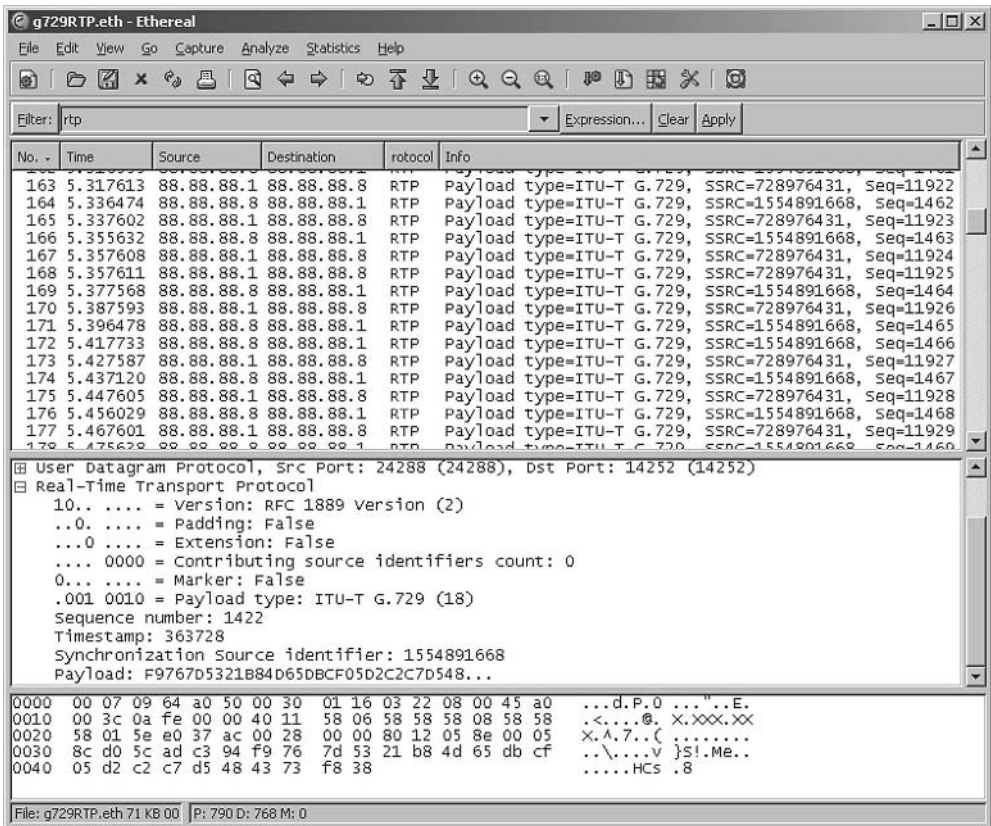 g729RTP.eth - Ethereal
File Edit View Go Capture Analyze Statistics Help
Filter: rtp Expression... Clear Apply
No. . Time Source Destination rotocol Info
163 5.317613 88.88.88.1 88.88.88.8 RTP Payload type=ITU-T G.729, SSRC=728976431, Seq=11922
164 5.336474 88.88.88.8 88.88.88.1 RTP Payload type=ITU-T G.729, SSRC=1554891668, Seq=1462
165 5.337602 88.88.88.1 88.88.88.8 RTP Payload type=ITU-T G.729, SSRC=728976431, Seq=11923
166 5.355632 88.88.88.8 88.88.88.1 RTP Payload type=ITU-T G.729, SSRC=1554891668, Seq=1463
167 5.357608 88.88.88.1 88.88.88.8 RTP Payload type=ITU-T G.729, SSRC=728976431, Seq=11924
168 5.357611 88.88.88.1 88.88.88.8 RTP Payload type=ITU-T G.729, SSRC=728976431, Seq=11925
169 5.377568 88.88.88.8 88.88.88.1 RTP Payload type=ITU-T G.729, SSRC=1554891668, Seq=1464
170 5.387593 88.88.88.1 88.88.88.8 RTP Payload type=ITU-T G.729, SSRC=728976431, Seq=11926
171 5.396478 88.88.88.8 88.88.88.1 RTP Payload type=ITU-T G.729, SSRC=1554891668, Seq=1465
172 5.417733 88.88.88.8 88.88.88.1 RTP Payload type=ITU-T G.729, SSRC=1554891668, Seq=1466
173 5.427587 88.88.88.1 88.88.88.8 RTP Payload type=ITU-T G.729, SSRC=728976431, Seq=11927
174 5.437120 88.88.88.8 88.88.88.1 RTP Payload type=ITU-T G.729, SSRC=1554891668, Seq=1467
175 5.447605 88.88.88.1 88.88.88.8 RTP Payload type=ITU-T G.729, SSRC=728976431, Seq=11928
176 5.456029 88.88.88.8 88.88.88.1 RTP Payload type=ITU-T G.729, SSRC=1554891668, Seq=1468
177 5.467601 88.88.88.1 88.88.88.8 RTP Payload type=ITU-T G.729, SSRC=728976431, Seq=11929
User Datagram Protocol, Src Port: 24288 (24288), Dst Port: 14252 (14252)
Real-Time Transport Protocol
10.. .... = Version: RFC 1889 Version (2)
..0. .... = Padding: False
...0 .... = Extension: False
.... 0000 = Contributing source identifiers count: 0
0... .... = Marker: False
.001 0010 = Payload type: ITU-T G.729 (18)
Sequence number: 1422
Timestamp: 363728
Synchronization Source identifier: 1554891668
Payload: F9767D5321B84D65DBCF05D2C2C7D548...
0000 00 07 09 64 a0 50 00 30 01 16 03 22 08 00 45 a0 ...d.P.0 ..."..E.
0010 00 3c 0a fe 00 00 40 11 58 06 58 58 58 08 58 58 .<....@. X.XXX.XX
0020 58 01 5e e0 37 ac 00 28 00 00 80 12 05 8e 00 05 X.^.7..( ........
0030 8c d0 5c ad c3 94 f9 76 7d 53 21 b8 4d 65 db cf ..\....v }S!.Me..
0040 05 d2 c2 c7 d5 48 43 73 f8 38 .....HCs .8
File: g729RTP.eth 71 KB 00 P: 790 D: 768 M: 0